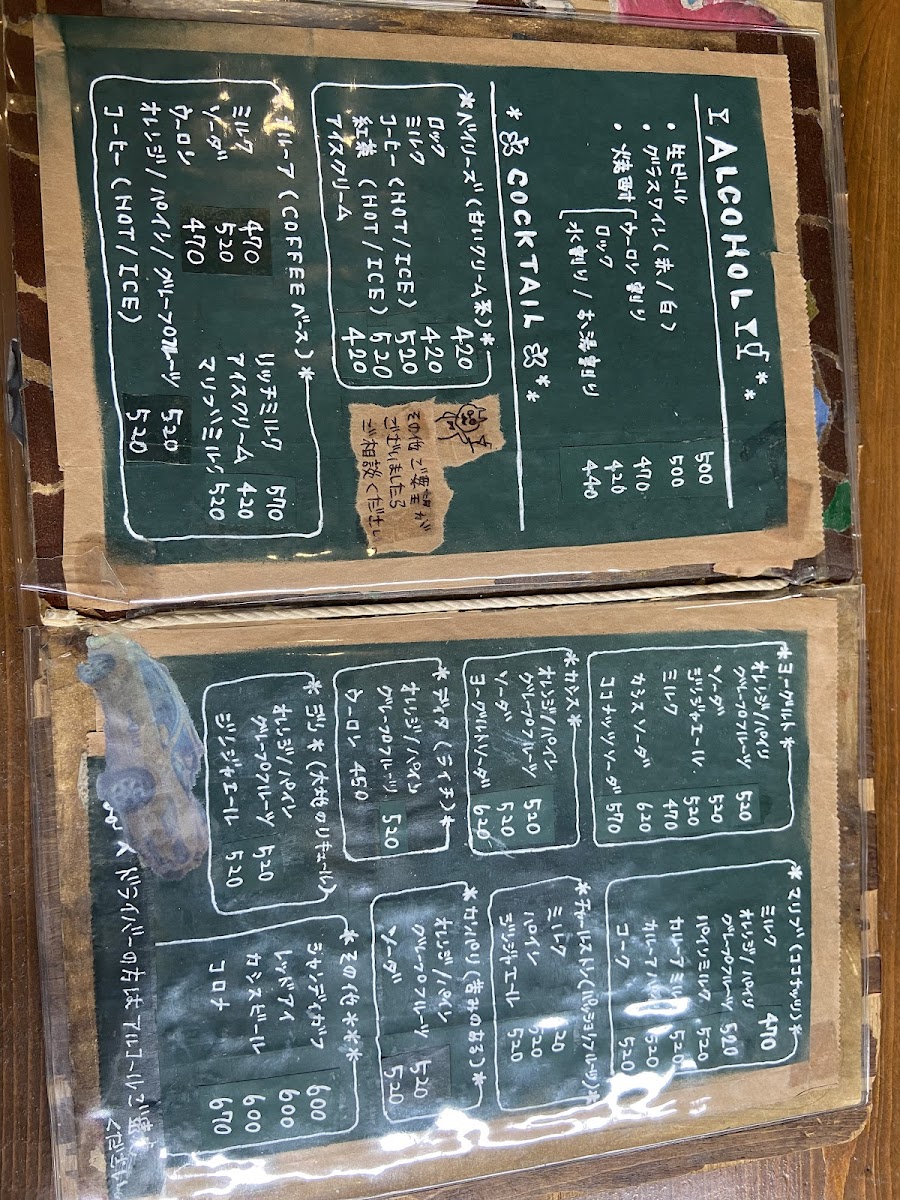 ALCOHOL
・生ビール 500
・グラスワイン(赤/白) 500
・焼酎 ウーロン割り 470
ロック 420
水割り/お湯割り 440
* COCKTAIL **
*ベイリーズ(甘いクリーム系)*
ロック 420
ミルク 420
コーヒー(HOT/ICE) 520
紅茶 (HOT/ICE) 520
アイスクリーム 420
その他ご要望が
ございましたら
ご相談ください
*カルーア(COFFEEベース)*
ミルク 470
ソーダ 520
ウーロン 470
オレンジ/パイン/グレープフルーツ 520
コーヒー(HOT/ICE) 520
リッチミルク 570
アイスクリーム 420
マリブミルク 520
*ヨーグルト*
オレンジ/パイン
グレープフルーツ 520
ソーダ 520
ジンジャエール 520
ミルク 470
カシスソーダ 620
ココナッツソーダ 570
*カシス*
オレンジ/パイン
グレープフルーツ 520
ソーダ 520
ヨーグルトソーダ 620
*ディタ(ライチ)*
オレンジ/パイン
グレープフルーツ 520
ウーロン 450
*ジン*(大地のリキュール)
オレンジ/パイン
グレープフルーツ 520
ジンジャエール 520
*マリブ(ココナッツ)*
ミルク 470
オレンジ/パイン
グレープフルーツ 520
パインミルク 520
カルーアミルク 520
カルーア 520
コーク 520
*チャールストン(パッションフルーツ)*
ミルク 520
パイン 520
ジンジャエール 520
*カンパリ(苦みのある)*
オレンジ/パイン
グレープフルーツ 520
ソーダ 520
*その他****
シャンディガフ 600
レッドアイ 600
カシスビール 600
コロナ 670
ドライバーの方はアルコールご遠
ください